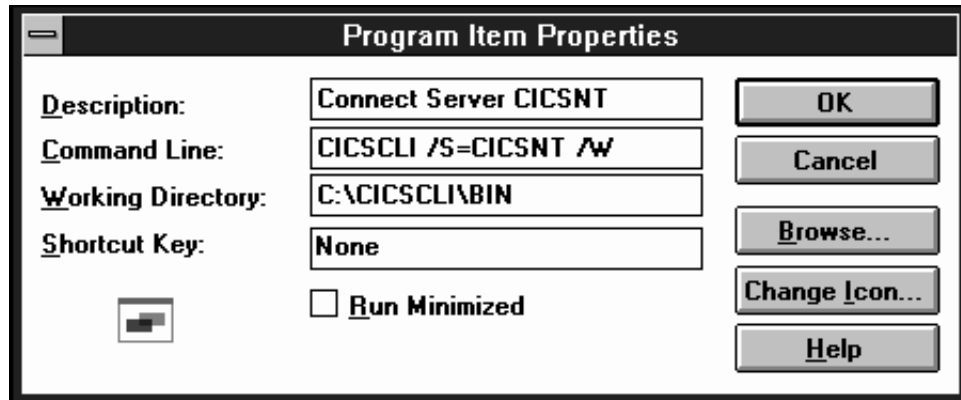 Program Item Properties
Description: Connect Server CICSNT OK
Command Line: CICSCLI /S=CICSNT /W Cancel
Working Directory: C:\CICSCLI\BIN
Shortcut Key: None Browse...
Run Minimized Change Icon...
Help